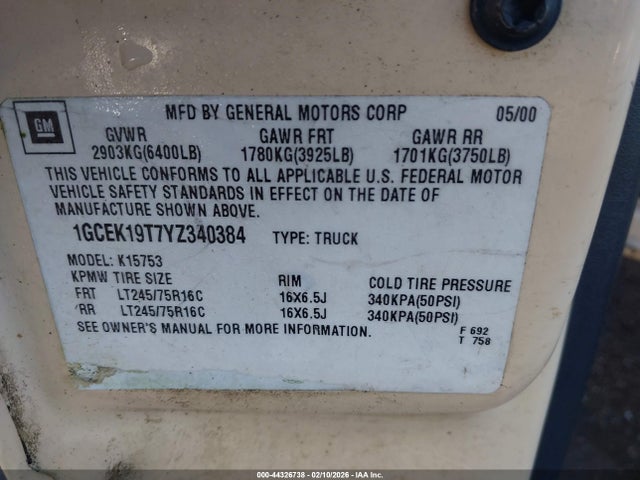 MFD BY GENERAL MOTORS CORP 05/00
GM
GVWR GAWR FRT GAWR RR
2903KG(6400LB) 1780KG(3925LB) 1701KG(3750LB)
THIS VEHICLE CONFORMS TO ALL APPLICABLE U.S. FEDERAL MOTOR
VEHICLE SAFETY STANDARDS IN EFFECT ON THE DATE OF
MANUFACTURE SHOWN ABOVE.
1GCEK19T7YZ340384 TYPE: TRUCK
MODEL: K15753
KPMW TIRE SIZE RIM COLD TIRE PRESSURE
FRT LT245/75R16C 16X6.5J 340KPA(50PSI)
RR LT245/75R16C 16X6.5J 340KPA(50PSI)
SEE OWNER'S MANUAL FOR MORE INFORMATION.
F 692
T 758
000-44326738 - 02/10/2026 - IAA Inc.